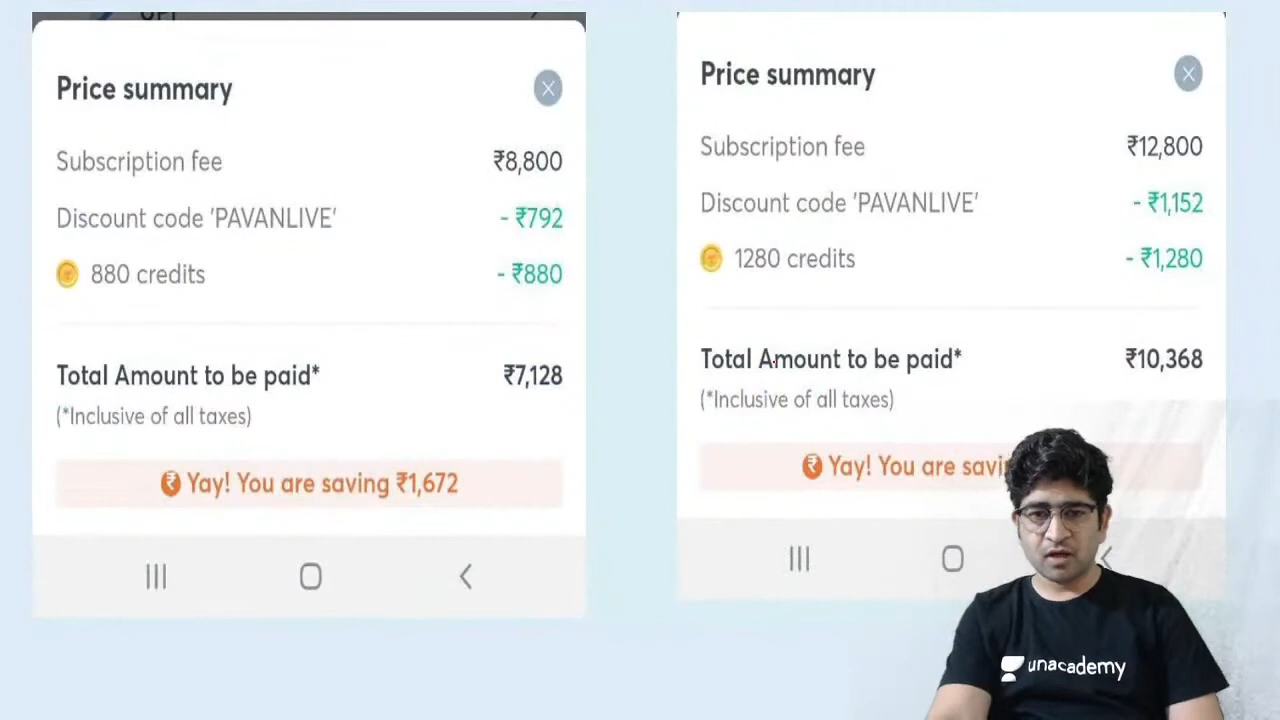 Price summary
Subscription fee ₹8,800
Discount code 'PAVANLIVE' - ₹792
880 credits - ₹880
Total Amount to be paid* ₹7,128
(*Inclusive of all taxes)
₹ Yay! You are saving ₹1,672
Price summary
Subscription fee ₹12,800
Discount code 'PAVANLIVE' - ₹1,152
1280 credits - ₹1,280
Total Amount to be paid* ₹10,368
(*Inclusive of all taxes)
₹ Yay! You are
unacademy